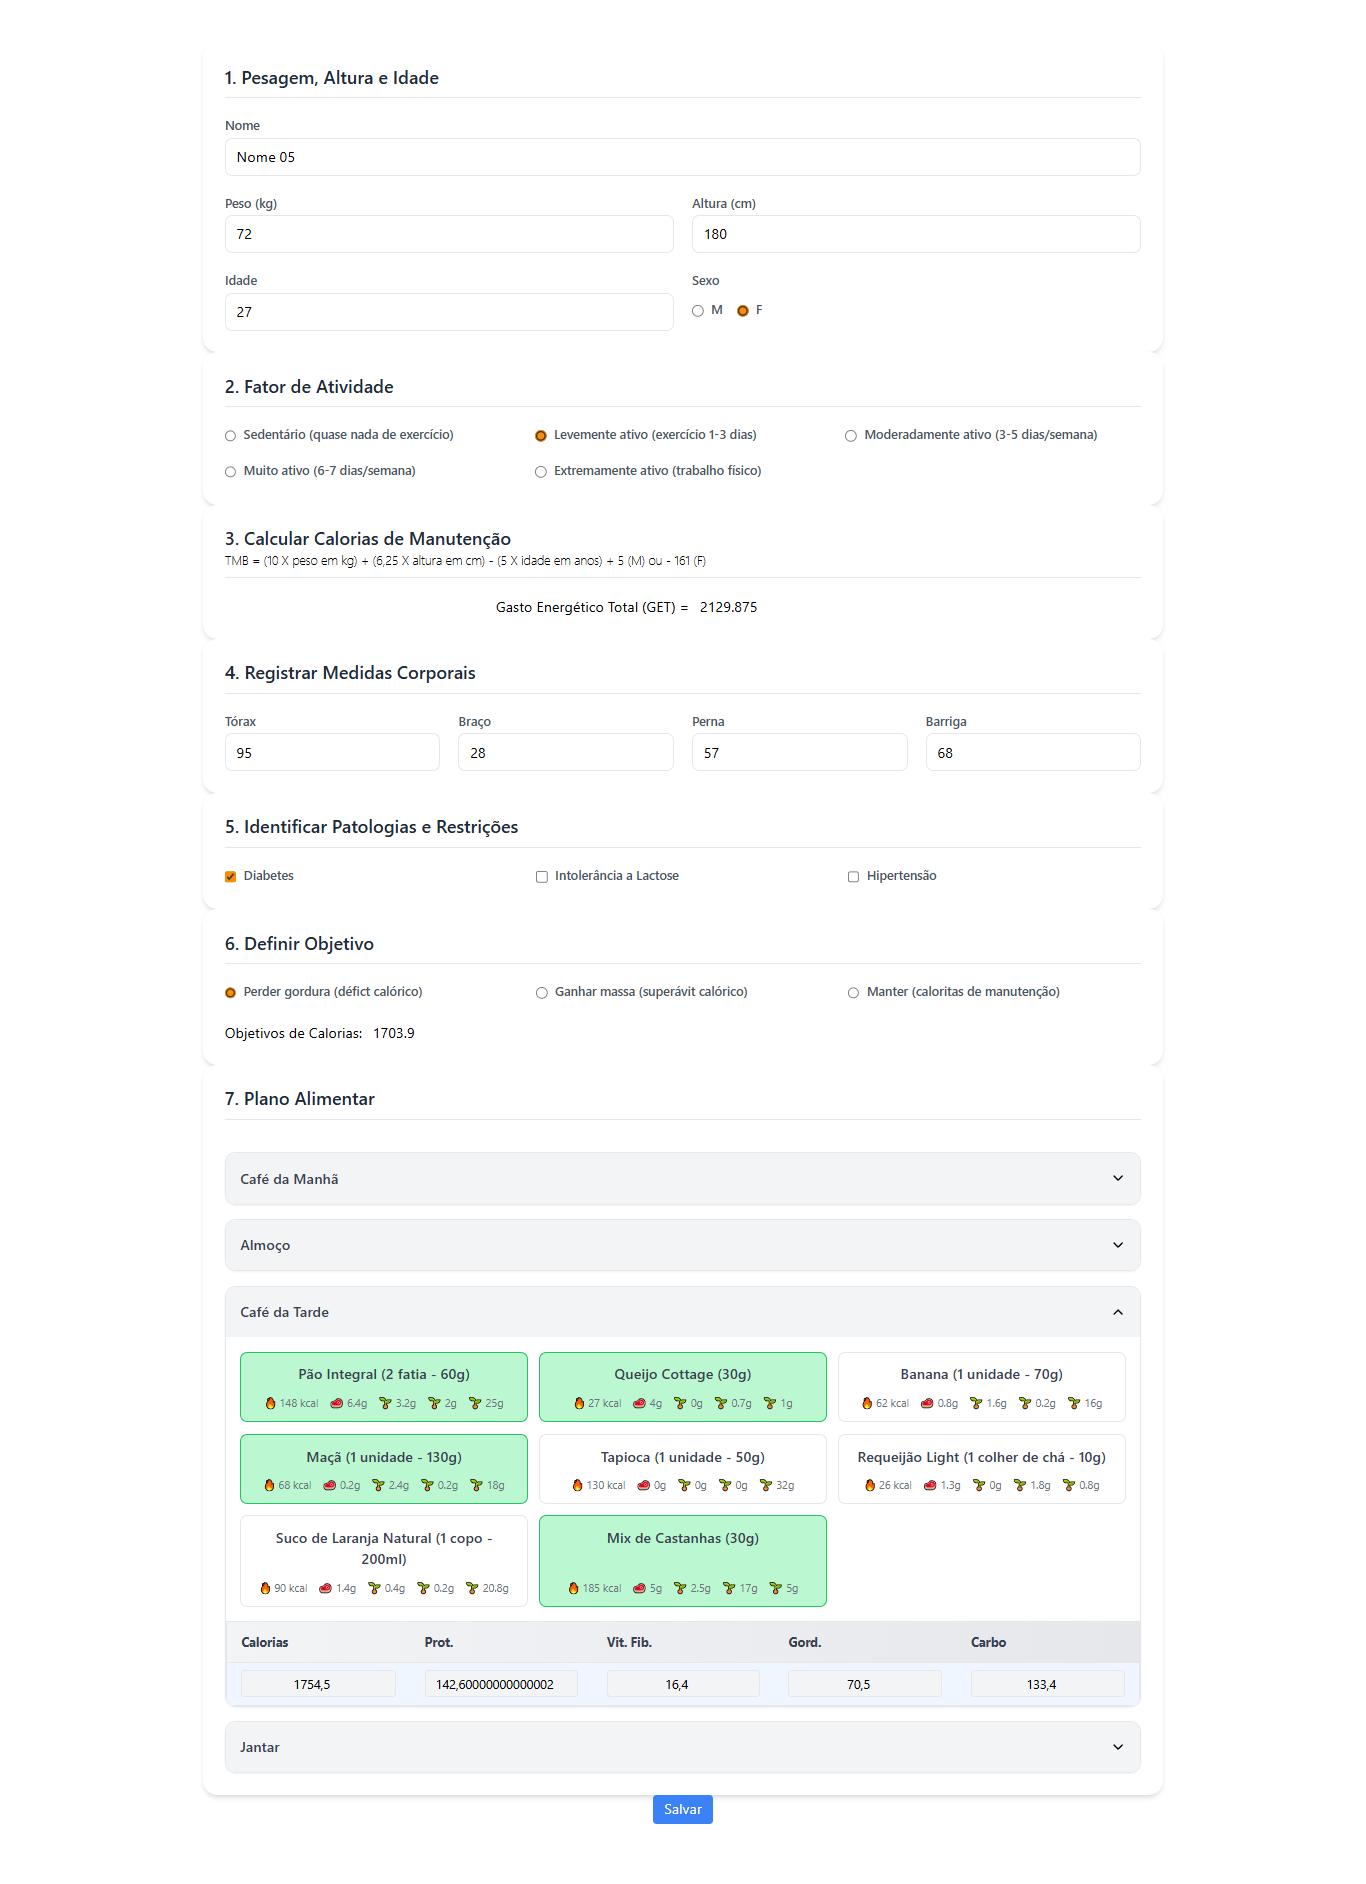 1. Pesagem, Altura e Idade
Nome
Nome 05
Peso (kg) Altura (cm)
72 180
Idade Sexo
27 M F
2. Fator de Atividade
Sedentário (quase nada de exercício) Levemente ativo (exercício 1-3 dias) Moderadamente ativo (3-5 dias/semana)
Muito ativo (6-7 dias/semana) Extremamente ativo (trabalho físico)
3. Calcular Calorias de Manutenção
TMB = (10 X peso em kg) + (6,25 X altura em cm) - (5 X idade em anos) + 5 (M) ou - 161 (F)
Gasto Energético Total (GET) = 2129.875
4. Registrar Medidas Corporais
Tórax Braço Perna Barriga
95 28 57 68
5. Identificar Patologias e Restrições
Diabetes Intolerância a Lactose Hipertensão
6. Definir Objetivo
Perder gordura (défict calórico) Ganhar massa (superávit calórico) Manter (caloritas de manutenção)
Objetivos de Calorias: 1703.9
7. Plano Alimentar
Café da Manhã
Almoço
Café da Tarde
Pão Integral (2 fatia - 60g) Queijo Cottage (30g) Banana (1 unidade - 70g)
148 kcal 6.4g 3.2g 2g 25g 27 kcal 4g 0g 0.7g 1g 62 kcal 0.8g 1.6g 0.2g 16g
Maçã (1 unidade - 130g) Tapioca (1 unidade - 50g) Requeijão Light (1 colher de chá - 10g)
68 kcal 0.2g 2.4g 0.2g 18g 130 kcal 0g 0g 0g 32g 26 kcal 1.3g 0g 1.8g 0.8g
Suco de Laranja Natural (1 copo - Mix de Castanhas (30g)
200ml)
90 kcal 1.4g 0.4g 0.2g 20.8g 185 kcal 5g 2.5g 17g 5g
Calorias Prot. Vit. Fib. Gord. Carbo
1754,5 142,60000000000002 16,4 70,5 133,4
Jantar
Salvar